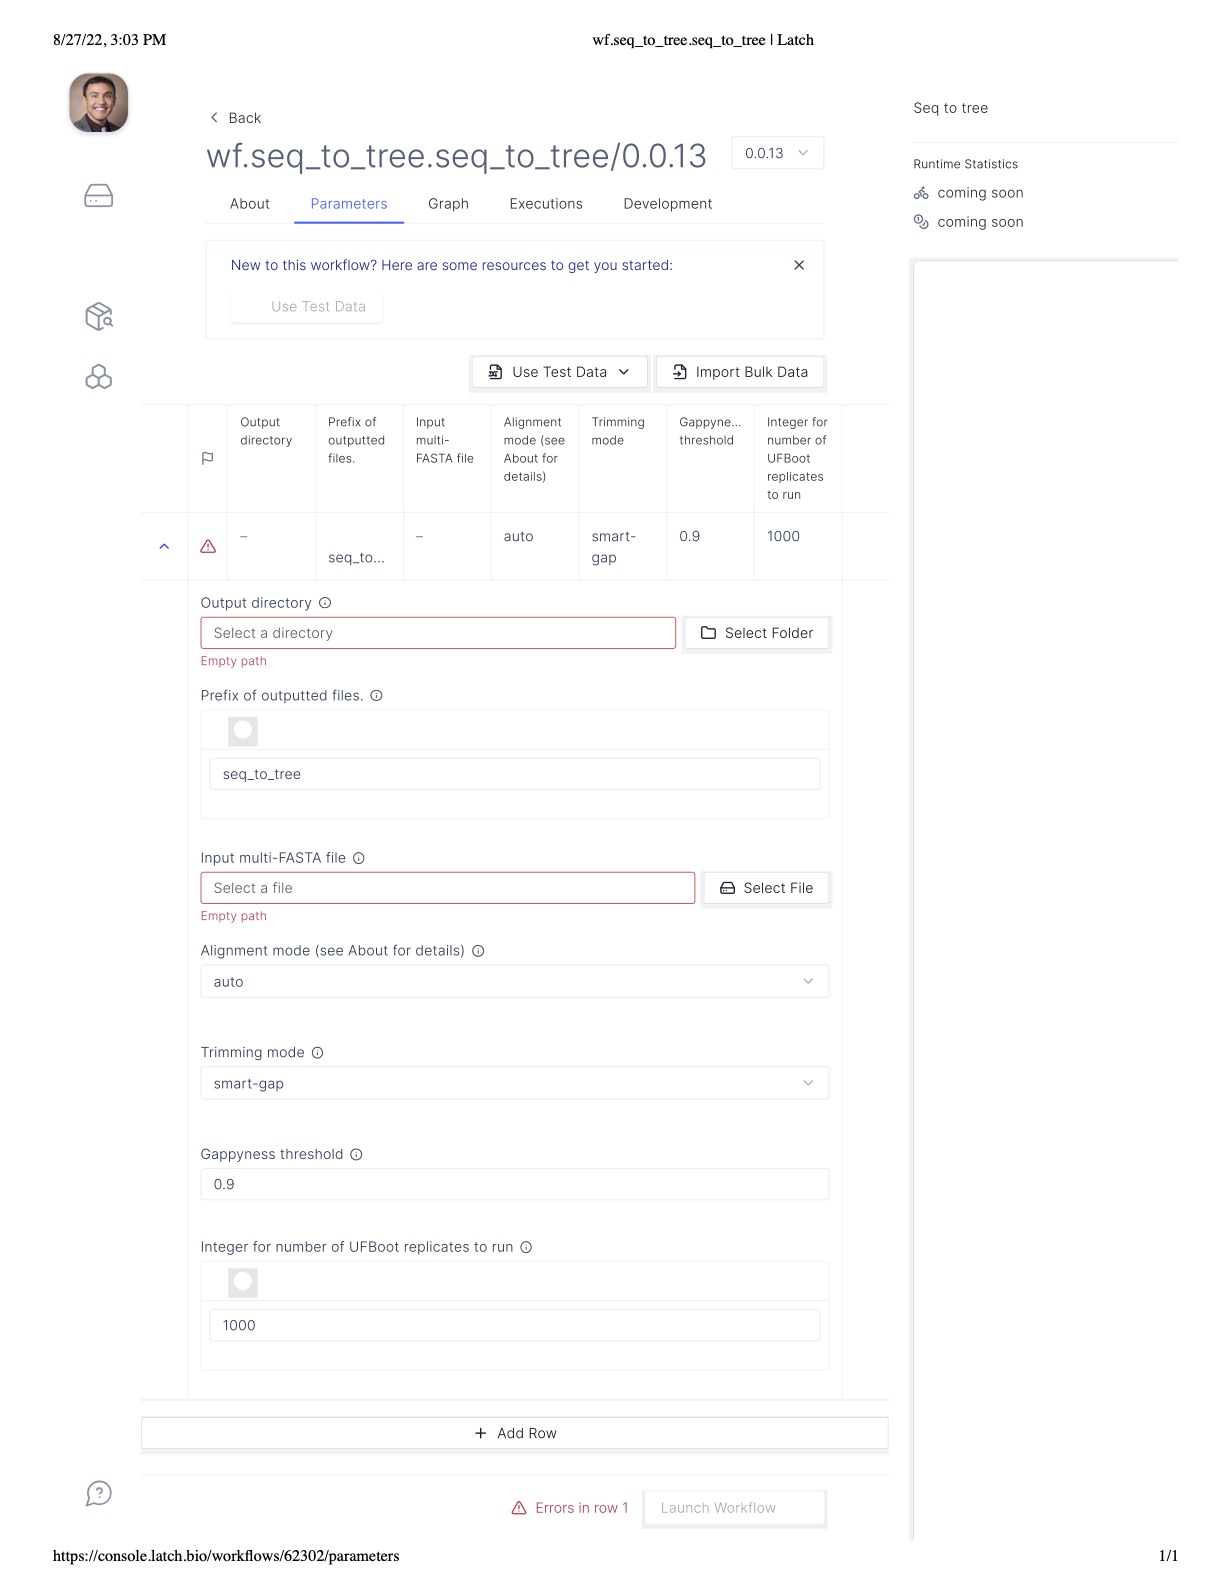 8/27/22, 3:03 PM
wf.seq_to_tree.seq_to_tree | Latch
Back
wf.seq_to_tree.seq_to_tree/0.0.13
0.0.13
About
Parameters
Graph
Executions
Development
New to this workflow? Here are some resources to get you started:
Use Test Data
Use Test Data
Import Bulk Data
Output
directory
Prefix of
outputted
files.
Input
multi-
FASTA file
Alignment
mode (see
About for
details)
Trimming
mode
Gappyne...
threshold
Integer for
number of
UFBoot
replicates
to run
–
seq_to...
–
auto
smart-
gap
0.9
1000
Output directory
Select a directory
Select Folder
Empty path
Prefix of outputted files.
seq_to_tree
Input multi-FASTA file
Select a file
Select File
Empty path
Alignment mode (see About for details)
auto
Trimming mode
smart-gap
Gappyness threshold
0.9
Integer for number of UFBoot replicates to run
1000
+ Add Row
Errors in row 1
Launch Workflow
Seq to tree
Runtime Statistics
coming soon
coming soon
https://console.latch.bio/workflows/62302/parameters
1/1